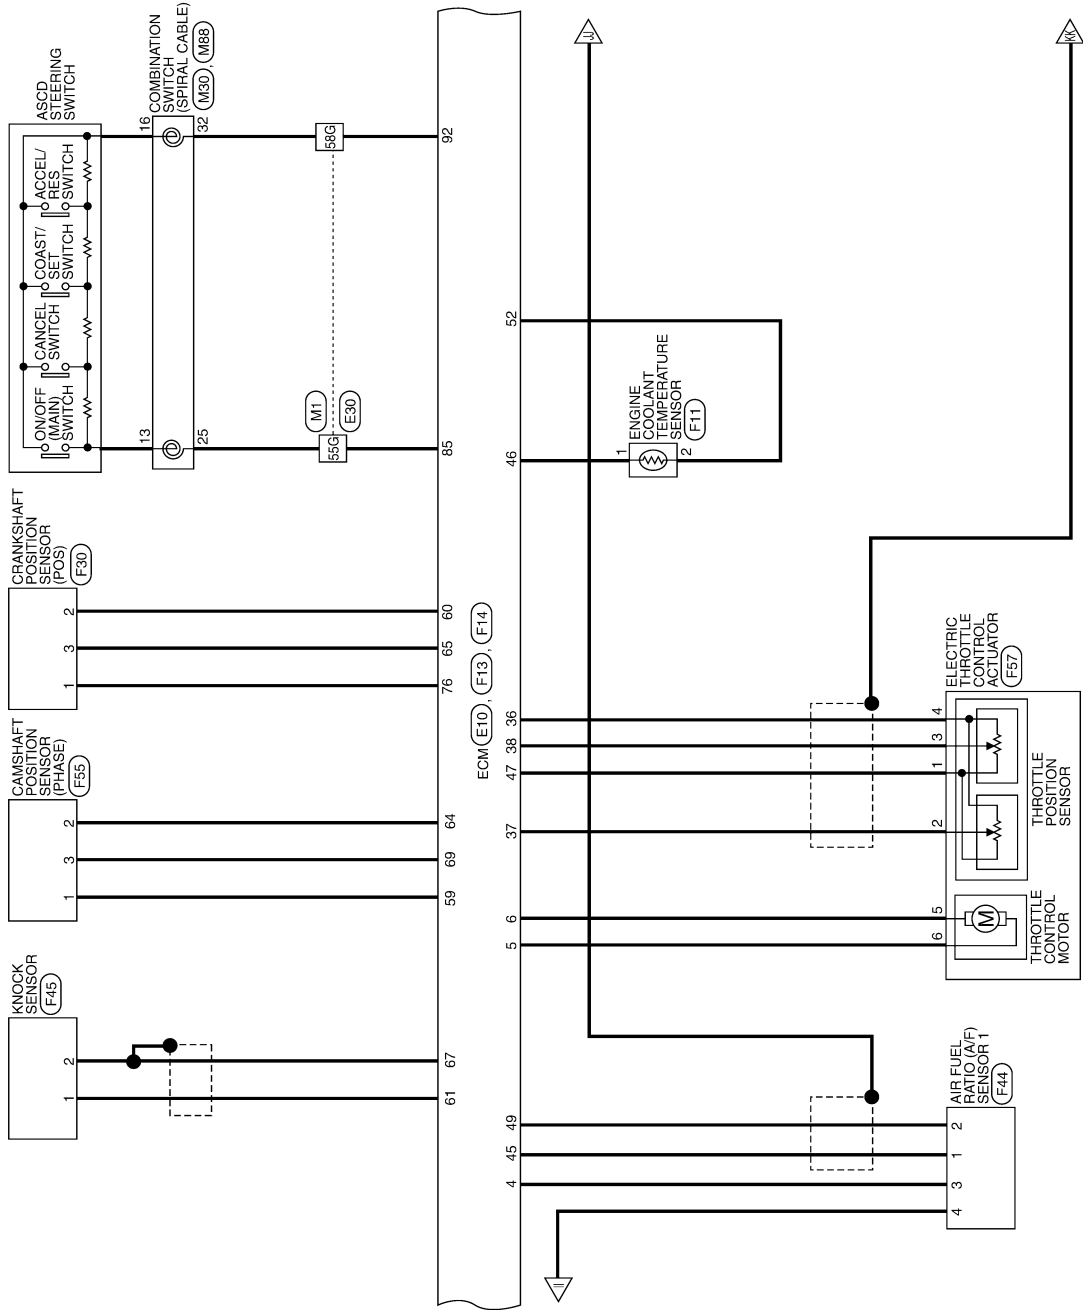 KNOCK
SENSOR
F45
1
2
61
67
CAMSHAFT
POSITION
SENSOR
(PHASE)
F55
1
3
2
59
69
64
CRANKSHAFT
POSITION
SENSOR
(POS)
F30
1
3
2
76
65
60
ASCD
STEERING
SWITCH
ON/OFF
(MAIN)
SWITCH
CANCEL
SWITCH
COAST/
SET
SWITCH
ACCEL/
RES
SWITCH
13
16
COMBINATION
SWITCH
(SPIRAL CABLE)
M30 , M88
25
32
55G
58G
M1
E30
85
92
ECM E10 , F13 , F14
4
45
49
5
6
37
47
38
36
46
52
II
JJ
KK
4
3
1
2
AIR FUEL
RATIO (A/F)
SENSOR 1
F44
6
5
2
1
3
4
M
THROTTLE
CONTROL
MOTOR
THROTTLE
POSITION
SENSOR
ELECTRIC
THROTTLE
CONTROL
ACTUATOR
F57
1
2
ENGINE
COOLANT
TEMPERATURE
SENSOR
F11